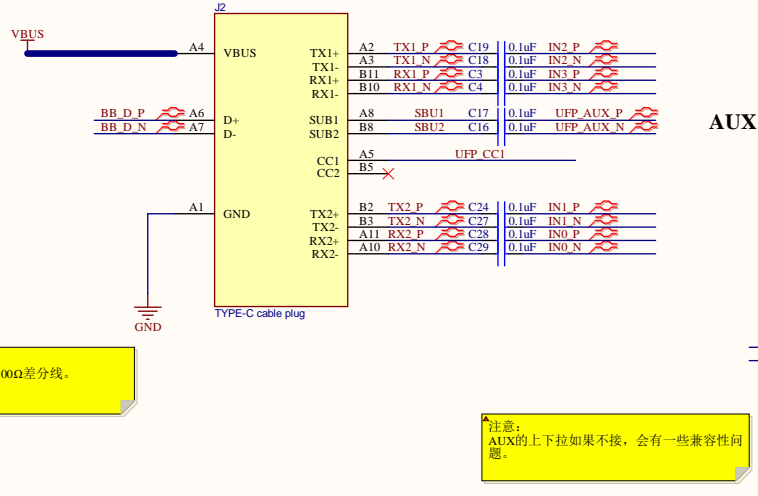 J2
VBUS
A4 VBUS TX1+ A2 TX1_P C19 0.1uF IN2_P
TX1- A3 TX1_N C18 0.1uF IN2_N
RX1+ B11 RX1_P C3 0.1uF IN3_P
RX1- B10 RX1_N C4 0.1uF IN3_N
BB_D_P A6 D+ SUB1 A8 SBU1 C17 0.1uF UFP_AUX_P
BB_D_N A7 D- SUB2 B8 SBU2 C16 0.1uF UFP_AUX_N
AUX
CC1 A5 UFP_CC1
CC2 B5
A1 GND TX2+ B2 TX2_P C24 0.1uF IN1_P
TX2- B3 TX2_N C27 0.1uF IN1_N
RX2+ A11 RX2_P C28 0.1uF IN0_P
RX2- A10 RX2_N C29 0.1uF IN0_N
TYPE-C cable plug
GND
00Ω差分线。
注意:
AUX的上下拉如果不接，会有一些兼容性问
题。